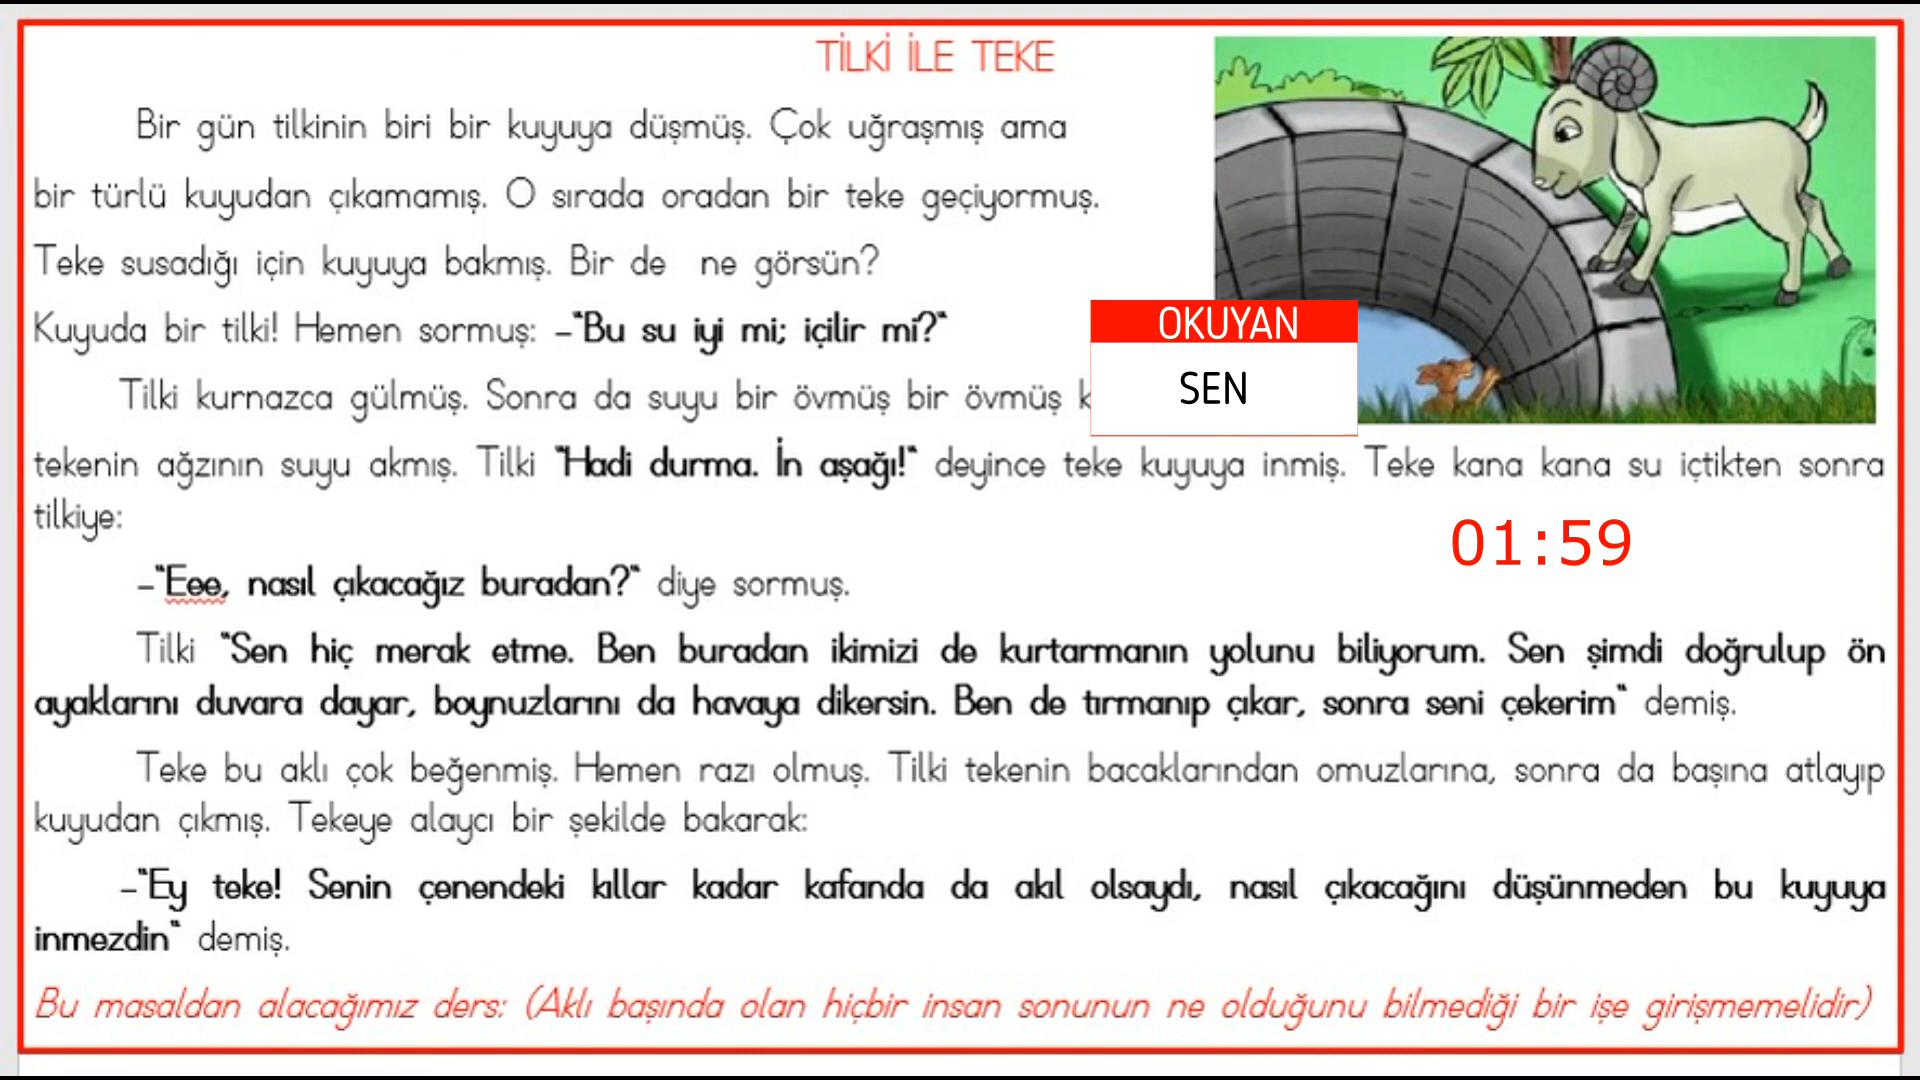 TİLKİ İLE TEKE
Bir gün tilkinin biri bir kuyuya düşmüş. Çok uğraşmış ama
bir türlü kuyudan çıkamamış. O sırada oradan bir teke geçiyormuş.
Teke susadığı için kuyuya bakmış. Bir de ne görsün?
Kuyuda bir tilki! Hemen sormuş: -"Bu su iyi mi; içilir mi?"
OKUYAN
SEN
Tilki kurnazca gülmüş. Sonra da suyu bir övmüş bir övmüş
tekenin ağzının suyu akmış. Tilki "Hadi durma. İn aşağı!" deyince teke kuyuya inmiş. Teke kana kana su içtikten sonra
tilkiye:
01:59
-"Eee, nasıl çıkacağız buradan?" diye sormuş.
Tilki "Sen hiç merak etme. Ben buradan ikimizi de kurtarmanın yolunu biliyorum. Sen şimdi doğrulup ön
ayaklarını duvara dayar, boynuzlarını da havaya dikersin. Ben de tırmanıp çıkar, sonra seni çekerim" demiş.
Teke bu aklı çok beğenmiş. Hemen razı olmuş. Tilki tekenin bacaklarından omuzlarına, sonra da başına atlayıp
kuyudan çıkmış. Tekeye alaycı bir şekilde bakarak:
-"Ey teke! Senin çenendeki kıllar kadar kafanda da akıl olsaydı, nasıl çıkacağını düşünmeden bu kuyuya
inmezdin" demiş.
Bu masaldan alacağımız ders: (Aklı başında olan hiçbir insan sonunun ne olduğunu bilmediği bir işe girişmemelidir)